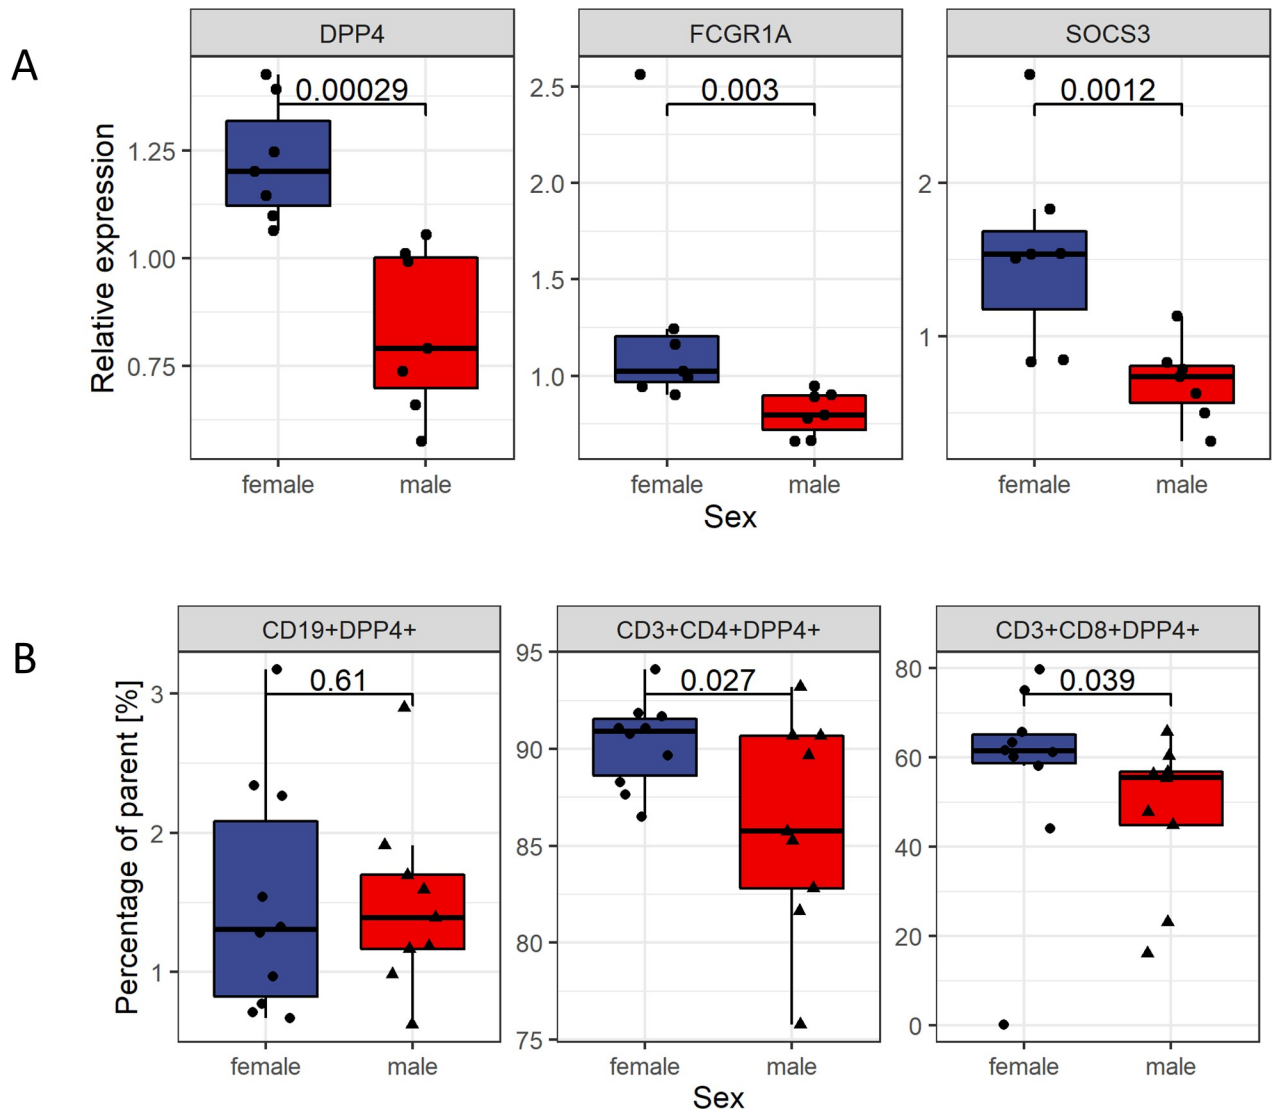 A
DPP4
FCGR1A
SOCS3
Relative expression
0.00029
0.003
0.0012
1.25
1.00
0.75
2.5
2.0
1.5
1.0
2
1
female
male
female
male
female
male
Sex
B
CD19+DPP4+
CD3+CD4+DPP4+
CD3+CD8+DPP4+
Percentage of parent [%]
0.61
0.027
0.039
3
2
1
95
90
85
80
75
80
60
40
20
0
female
male
female
male
female
male
Sex